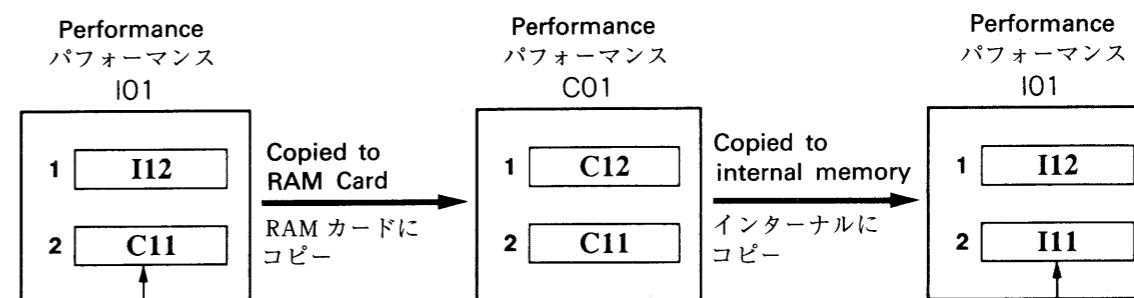 Performance
パフォーマンス
I01
1 I12
2 C11
Copied to
RAM Card
RAM カードに
コピー
Performance
パフォーマンス
C01
1 C12
2 C11
Copied to
internal memory
インターナルに
コピー
Performance
パフォーマンス
I01
1 I12
2 I11